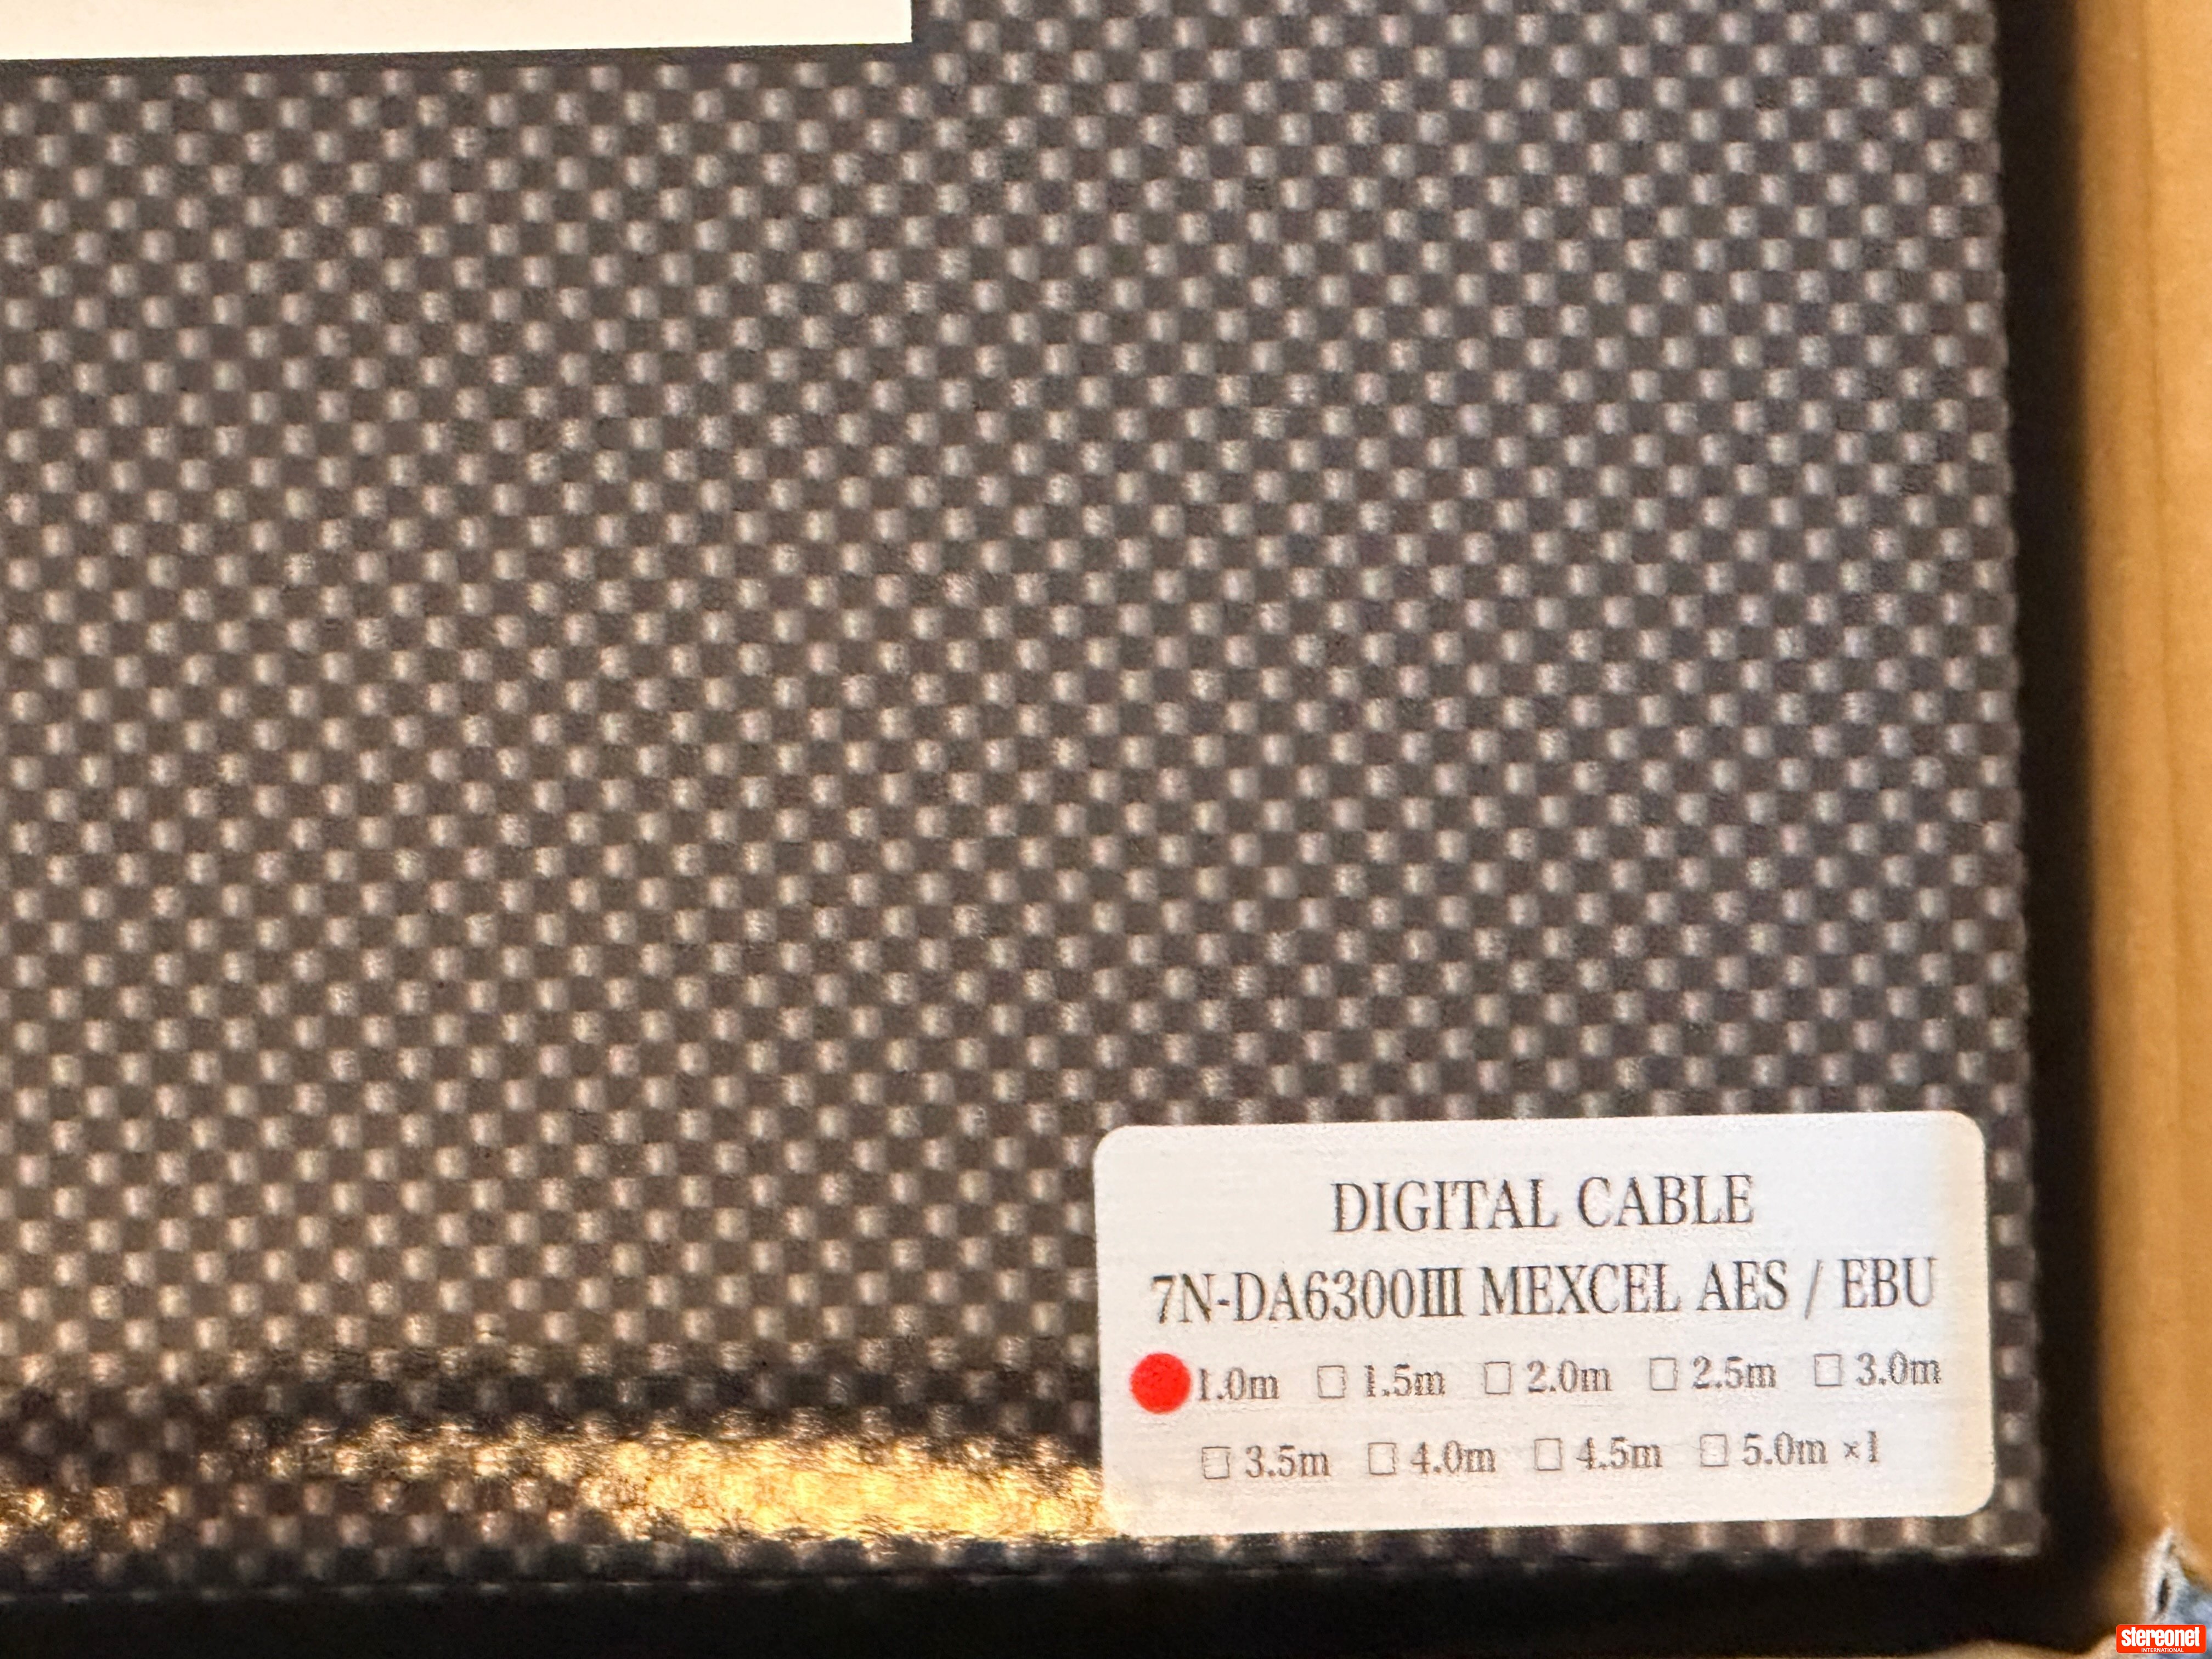 DIGITAL CABLE
7N-DA6300III MEXCEL AES / EBU
1.0m □ 1.5m □ 2.0m □ 2.5m □ 3.0m
□ 3.5m □ 4.0m □ 4.5m □ 5.0m ×1
stereonet
INTERNATIONAL